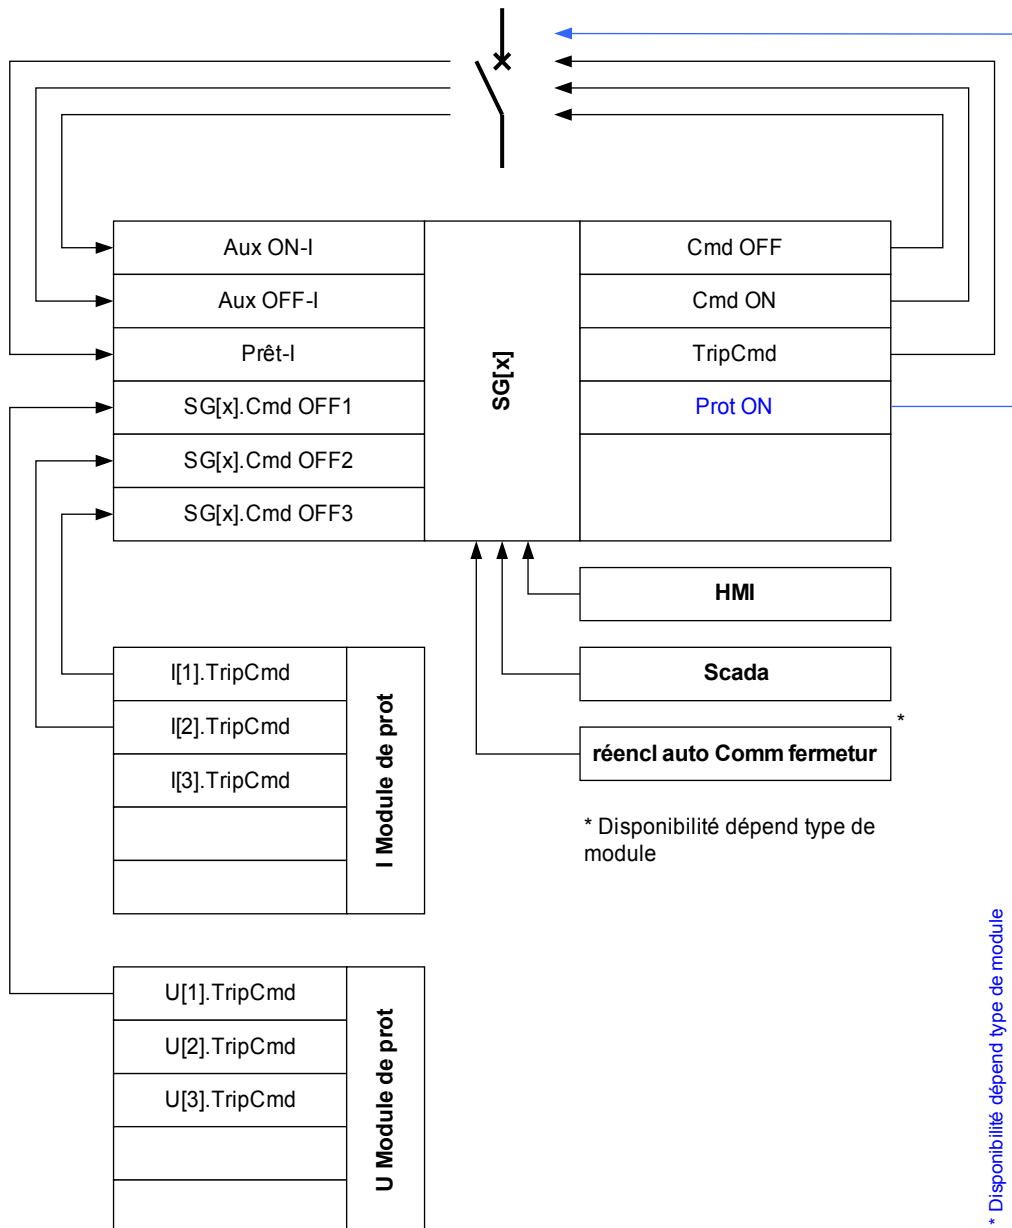 Aux ON-I
Cmd OFF
Aux OFF-I
Cmd ON
Prêt-I
TripCmd
SG[x].Cmd OFF1
Prot ON
SG[x].Cmd OFF2
SG[x].Cmd OFF3
SG[x]
HMI
Scada
réencl auto Comm fermetur
*
* Disponibilité dépend type de
module
I[1].TripCmd
I[2].TripCmd
I[3].TripCmd
I Module de prot
U[1].TripCmd
U[2].TripCmd
U[3].TripCmd
U Module de prot
* Disponibilité dépend type de module